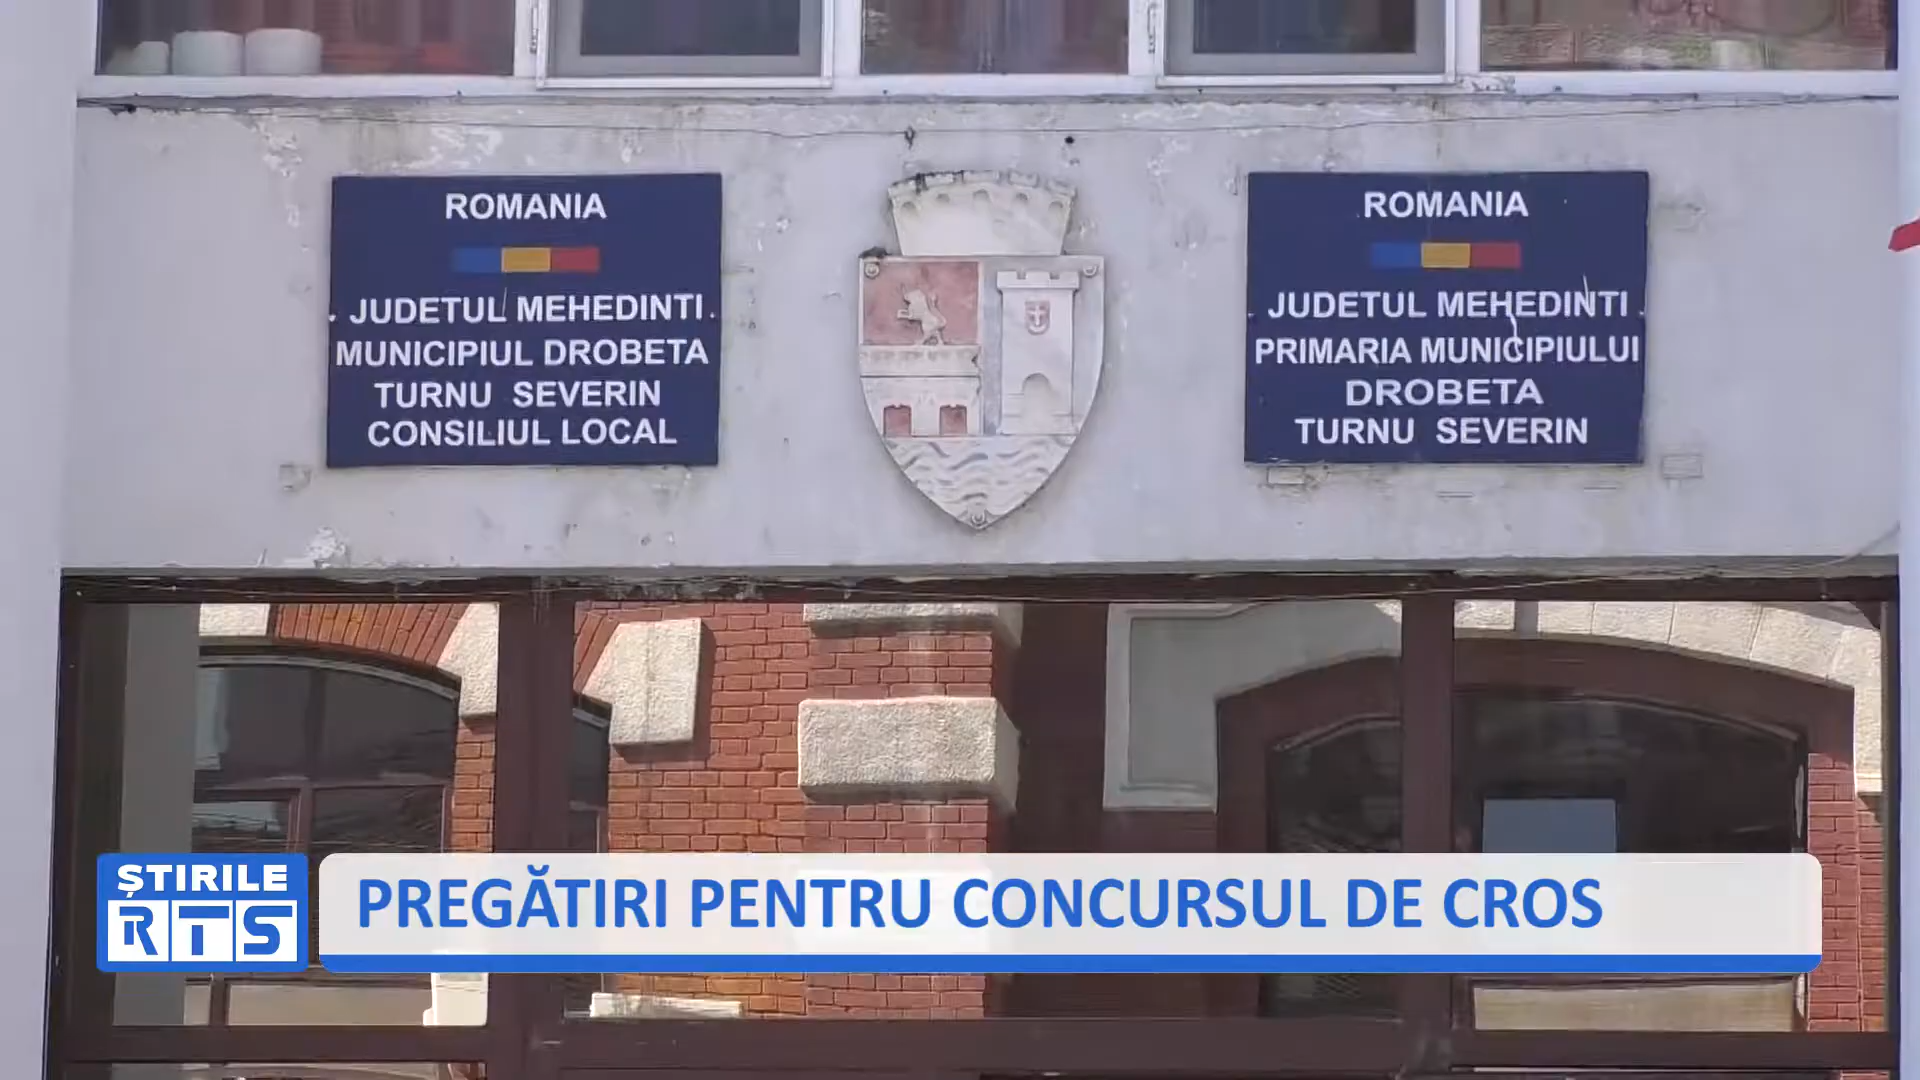 ROMANIA
JUDETUL MEHEDINTI
MUNICIPIUL DROBETA
TURNU SEVERIN
CONSILIUL LOCAL
ROMANIA
JUDETUL MEHEDINTI
PRIMARIA MUNICIPIULUI
DROBETA
TURNU SEVERIN
ȘTIRILE
RTS
PREGĂTIRI PENTRU CONCURSUL DE CROS